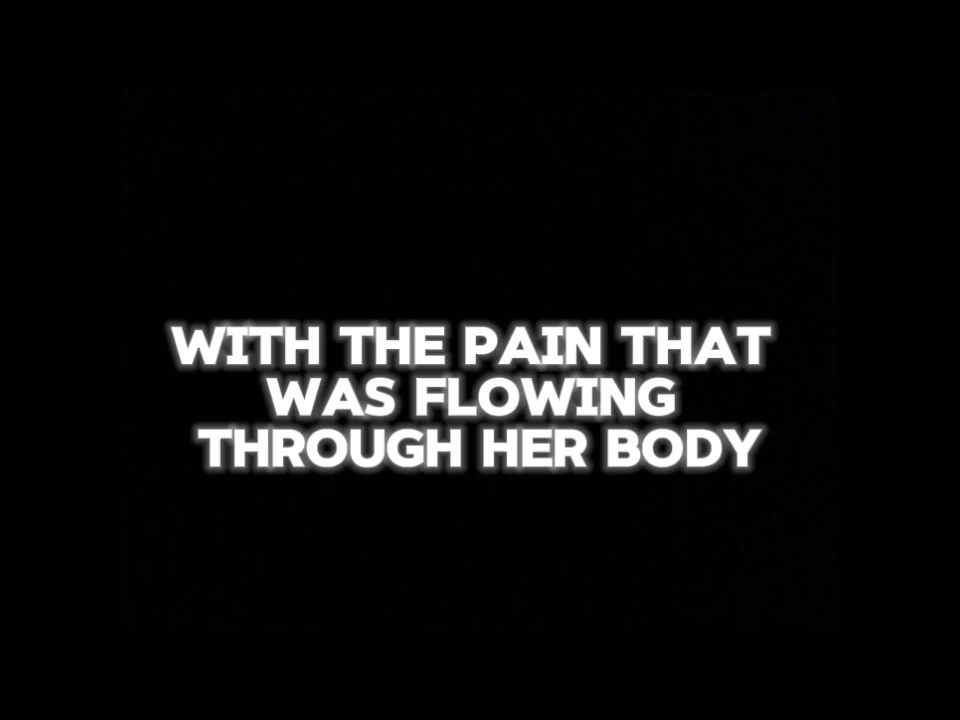 WITH THE PAIN THAT
WAS FLOWING
THROUGH HER BODY